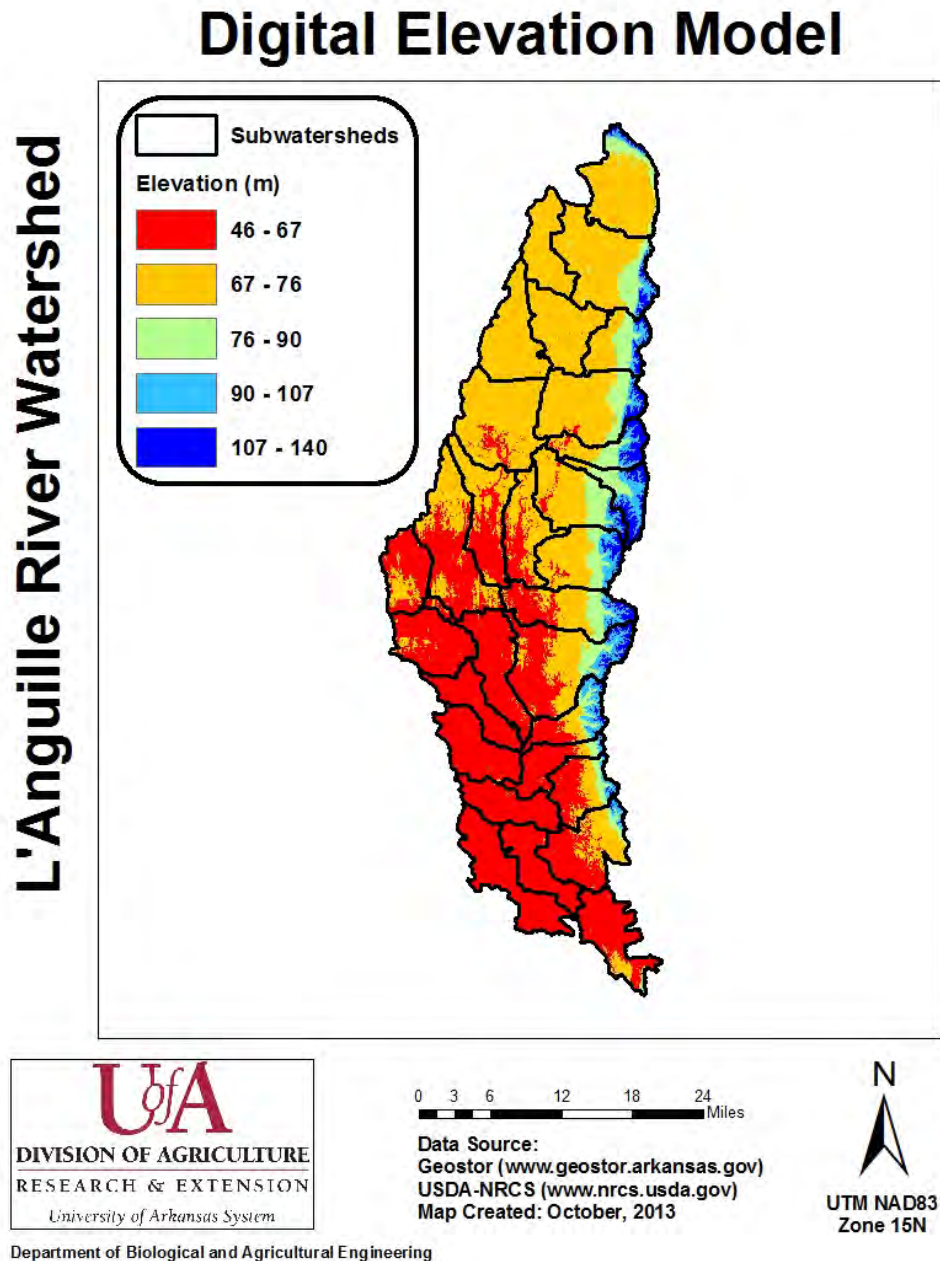 Digital Elevation Model
L'Anguille River Watershed
Subwatersheds
Elevation (m)
46 - 67
67 - 76
76 - 90
90 - 107
107 - 140
UofA
DIVISION OF AGRICULTURE
RESEARCH & EXTENSION
University of Arkansas System
Department of Biological and Agricultural Engineering
0 3 6 12 18 24
Miles
Data Source:
Geostor (www.geostor.arkansas.gov)
USDA-NRCS (www.nrcs.usda.gov)
Map Created: October, 2013
N
UTM NAD83
Zone 15N